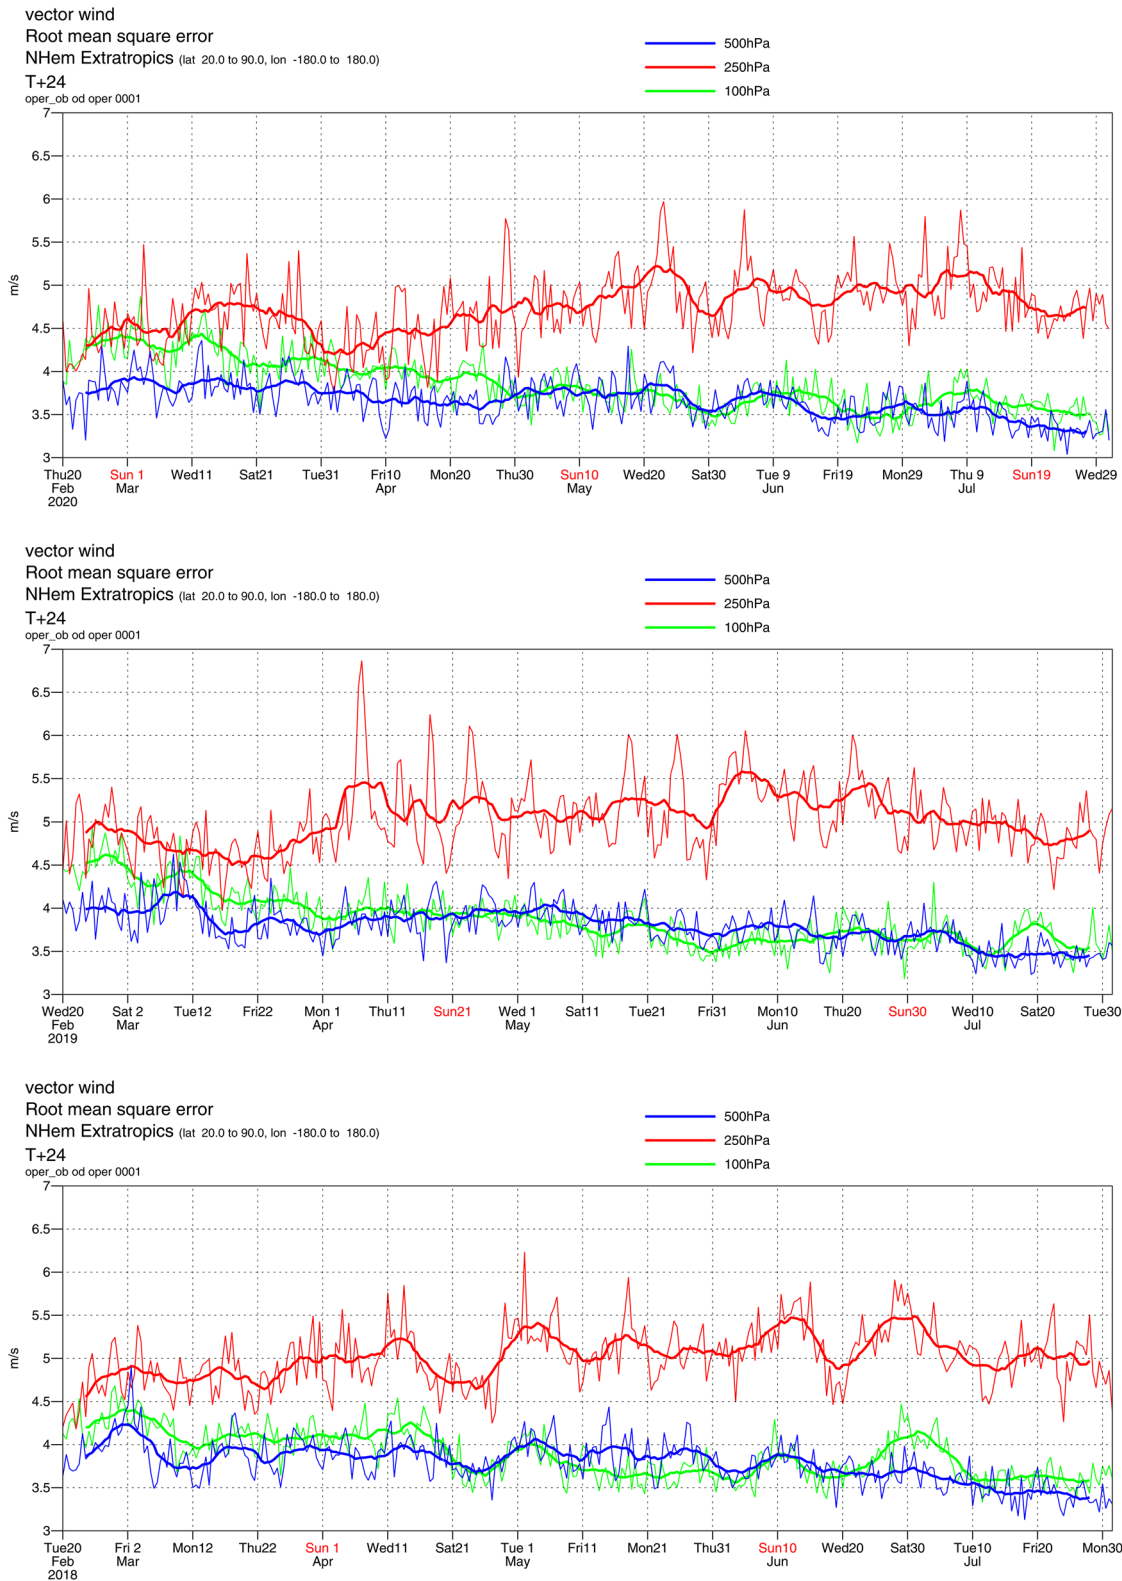 vector wind
Root mean square error
NHem Extratropics (lat 20.0 to 90.0, lon -180.0 to 180.0)
T+24
oper_ob od oper 0001
500hPa
250hPa
100hPa
7
6.5
6
5.5
5
4.5
4
3.5
3
m/s
Thu20 Sun 1 Wed11 Sat21 Tue31 Fri10 Mon20 Thu30 Sun10 Wed20 Sat30 Tue 9 Fri19 Mon29 Thu 9 Sun19 Wed29
Feb Mar Apr May Jun Jul
2020
vector wind
Root mean square error
NHem Extratropics (lat 20.0 to 90.0, lon -180.0 to 180.0)
T+24
oper_ob od oper 0001
500hPa
250hPa
100hPa
7
6.5
6
5.5
5
4.5
4
3.5
3
m/s
Wed20 Sat 2 Tue12 Fri22 Mon 1 Thu11 Sun21 Wed 1 Sat11 Tue21 Fri31 Mon10 Thu20 Sun30 Wed10 Sat20 Tue30
Feb Mar Apr May Jun Jul
2019
vector wind
Root mean square error
NHem Extratropics (lat 20.0 to 90.0, lon -180.0 to 180.0)
T+24
oper_ob od oper 0001
500hPa
250hPa
100hPa
7
6.5
6
5.5
5
4.5
4
3.5
3
m/s
Tue20 Fri 2 Mon12 Thu22 Sun 1 Wed11 Sat21 Tue 1 Fri11 Mon21 Thu31 Sun10 Wed20 Sat30 Tue10 Fri20 Mon30
Feb Mar Apr May Jun Jul
2018